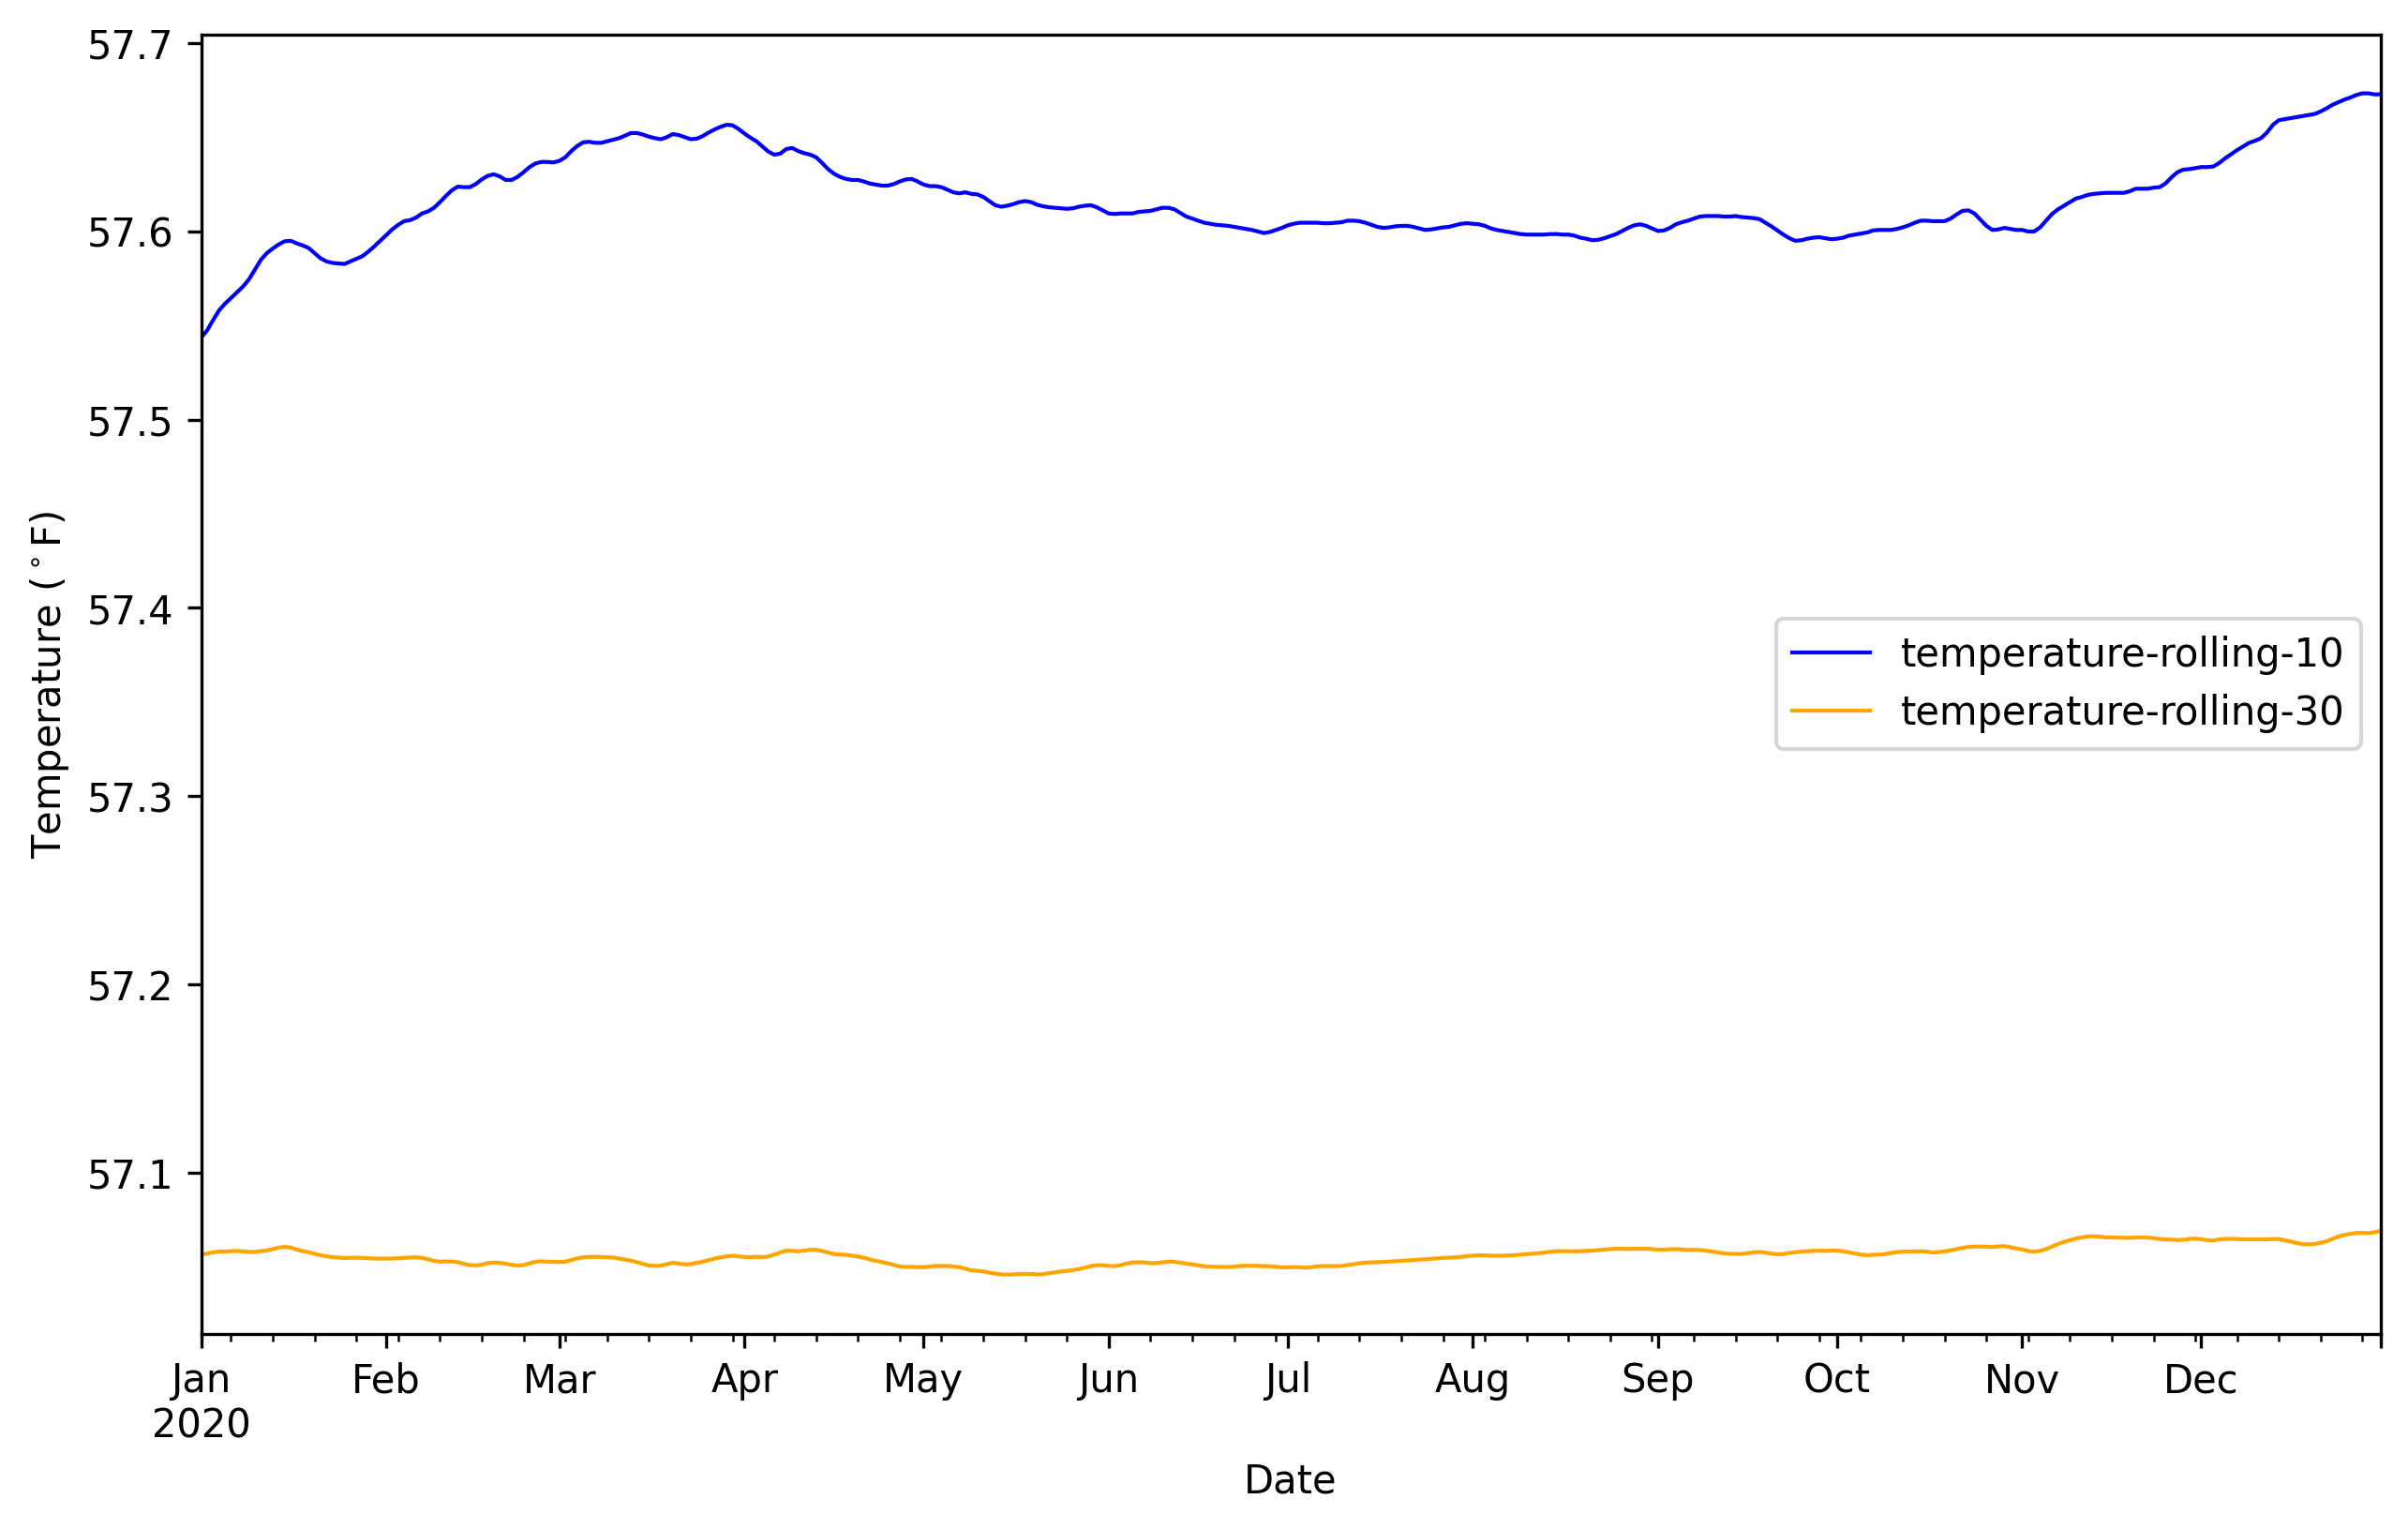 57.7
57.6
57.5
57.4
57.3
57.2
57.1
Temperature (°F)
temperature-rolling-10
temperature-rolling-30
Jan Feb Mar Apr May Jun Jul Aug Sep Oct Nov Dec
2020
Date